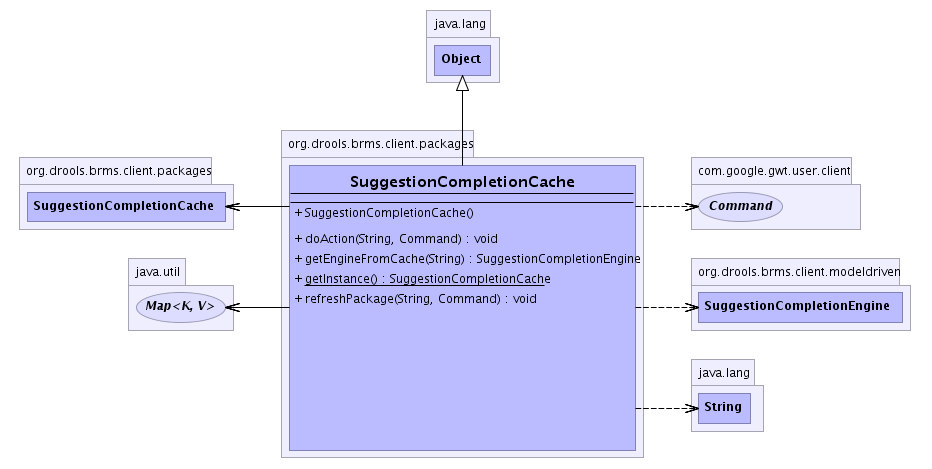 java.lang
Object
org.drools.brms.client.packages
SuggestionCompletionCache
+ SuggestionCompletionCache()
+ doAction(String, Command) : void
+ getEngineFromCache(String) : SuggestionCompletionEngine
+ getInstance() : SuggestionCompletionCache
+ refreshPackage(String, Command) : void
org.drools.brms.client.packages
SuggestionCompletionCache
java.util
Map<K, V>
com.google.gwt.user.client
Command
org.drools.brms.client.modeldriven
SuggestionCompletionEngine
java.lang
String